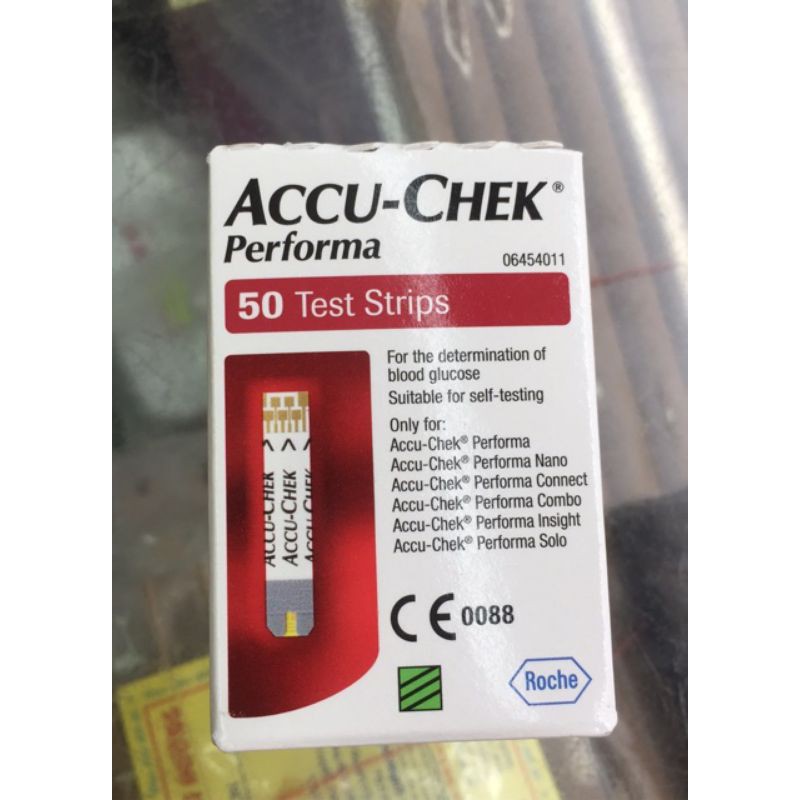 ACCU-CHEK®
Performa
06454011
50 Test Strips
For the determination of
blood glucose
Suitable for self-testing
Only for:
Accu-Chek® Performa
Accu-Chek® Performa Nano
Accu-Chek® Performa Connect
Accu-Chek® Performa Combo
Accu-Chek® Performa Insight
Accu-Chek® Performa Solo
ACCU-CHEK >
ACCU-CHEK >
ACCU-CHEK >
CE 0088
Roche